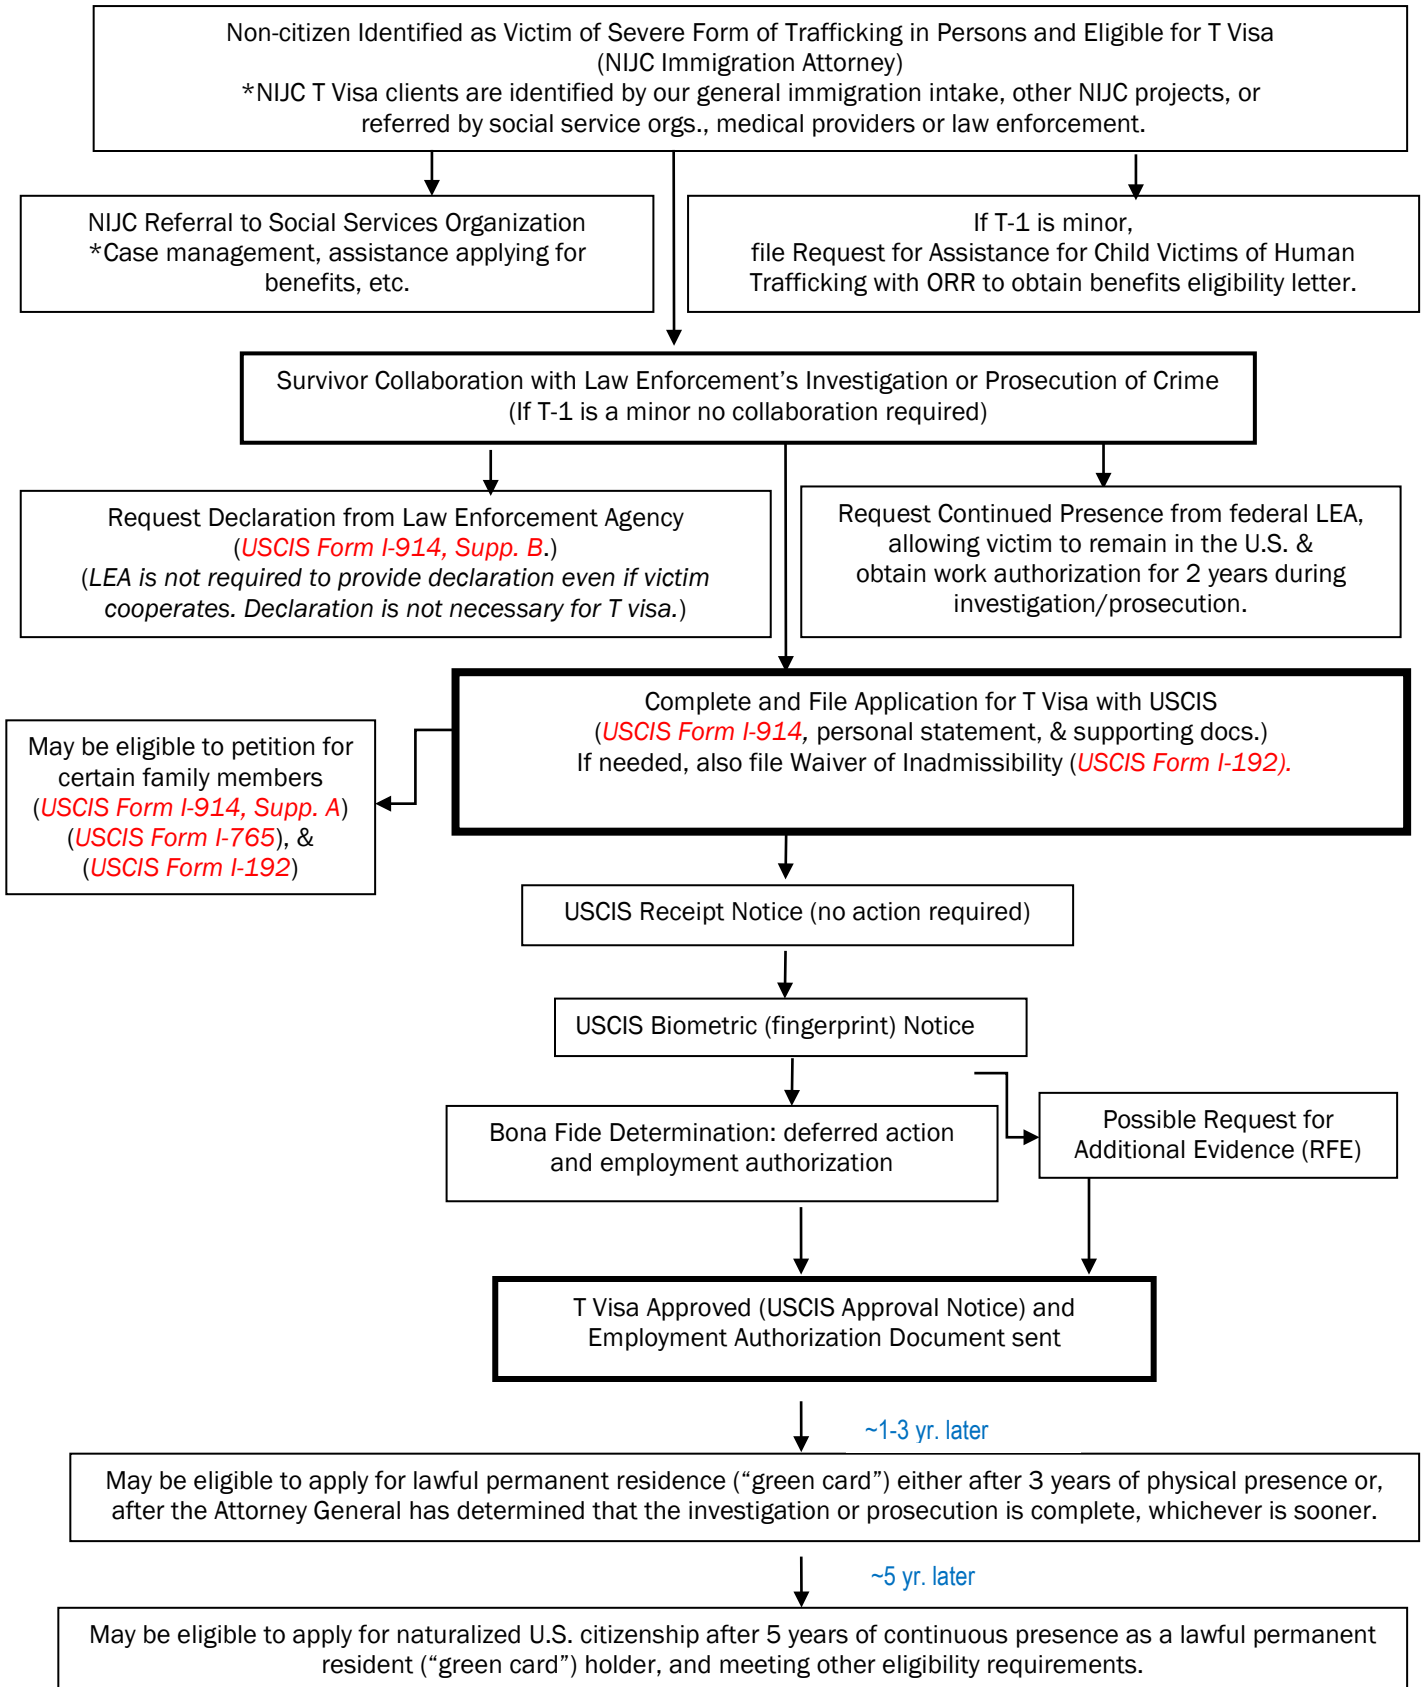 Non-citizen Identified as Victim of Severe Form of Trafficking in Persons and Eligible for T Visa
(NIJC Immigration Attorney)
*NIJC T Visa clients are identified by our general immigration intake, other NIJC projects, or
referred by social service orgs., medical providers or law enforcement.
NIJC Referral to Social Services Organization
*Case management, assistance applying for
benefits, etc.
If T-1 is minor,
file Request for Assistance for Child Victims of Human
Trafficking with ORR to obtain benefits eligibility letter.
Survivor Collaboration with Law Enforcement's Investigation or Prosecution of Crime
(If T-1 is a minor no collaboration required)
Request Declaration from Law Enforcement Agency
(USCIS Form I-914, Supp. B.)
(LEA is not required to provide declaration even if victim
cooperates. Declaration is not necessary for T visa.)
Request Continued Presence from federal LEA,
allowing victim to remain in the U.S. &
obtain work authorization for 2 years during
investigation/prosecution.
Complete and File Application for T Visa with USCIS
(USCIS Form I-914, personal statement, & supporting docs.)
If needed, also file Waiver of Inadmissibility (USCIS Form I-192).
May be eligible to petition for
certain family members
(USCIS Form I-914, Supp. A)
(USCIS Form I-765), &
(USCIS Form I-192)
USCIS Receipt Notice (no action required)
USCIS Biometric (fingerprint) Notice
Bona Fide Determination: deferred action
and employment authorization
Possible Request for
Additional Evidence (RFE)
T Visa Approved (USCIS Approval Notice) and
Employment Authorization Document sent
~1-3 yr. later
May be eligible to apply for lawful permanent residence (“green card”) either after 3 years of physical presence or,
after the Attorney General has determined that the investigation or prosecution is complete, whichever is sooner.
~5 yr. later
May be eligible to apply for naturalized U.S. citizenship after 5 years of continuous presence as a lawful permanent
resident (“green card”) holder, and meeting other eligibility requirements.